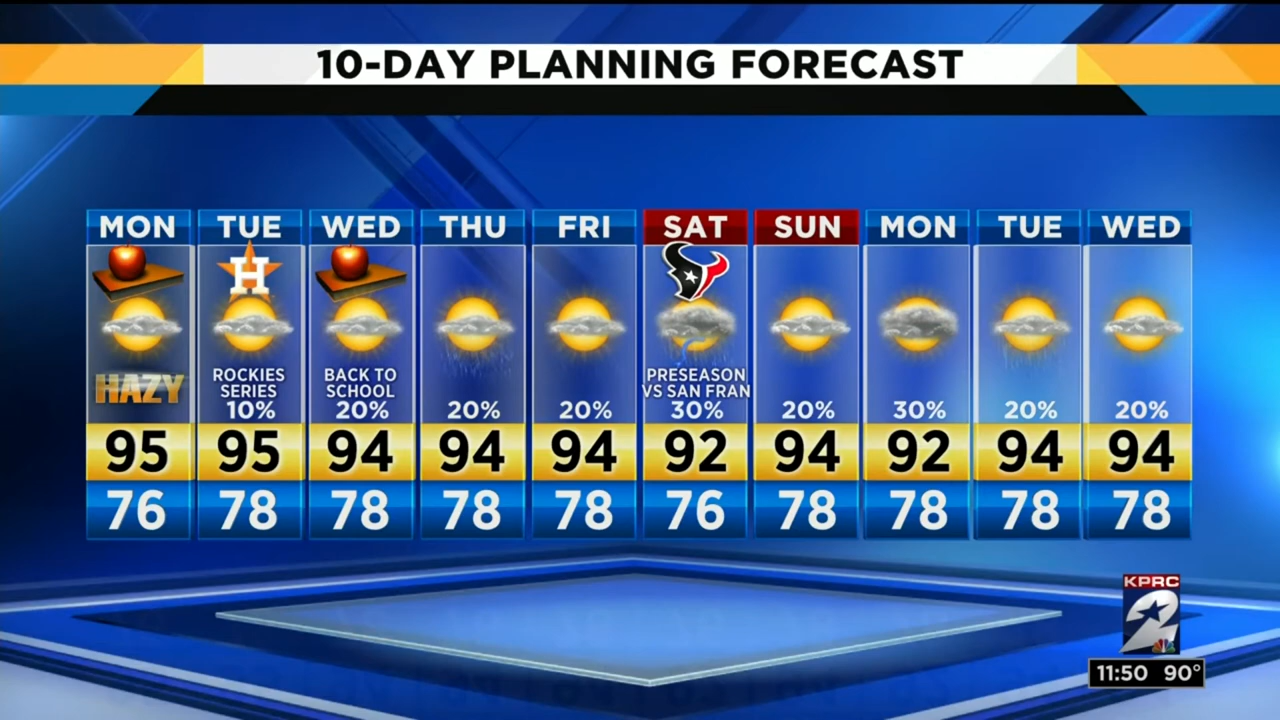 10-DAY PLANNING FORECAST
MON TUE WED THU FRI SAT SUN MON TUE WED
H
HAZY
ROCKIES SERIES
BACK TO SCHOOL
PRESEASON VS SAN FRAN
10% 20% 20% 20% 30% 20% 30% 20% 20%
95 95 94 94 94 92 94 92 94 94
76 78 78 78 78 76 78 78 78 78
KPRC
2
11:50 90°